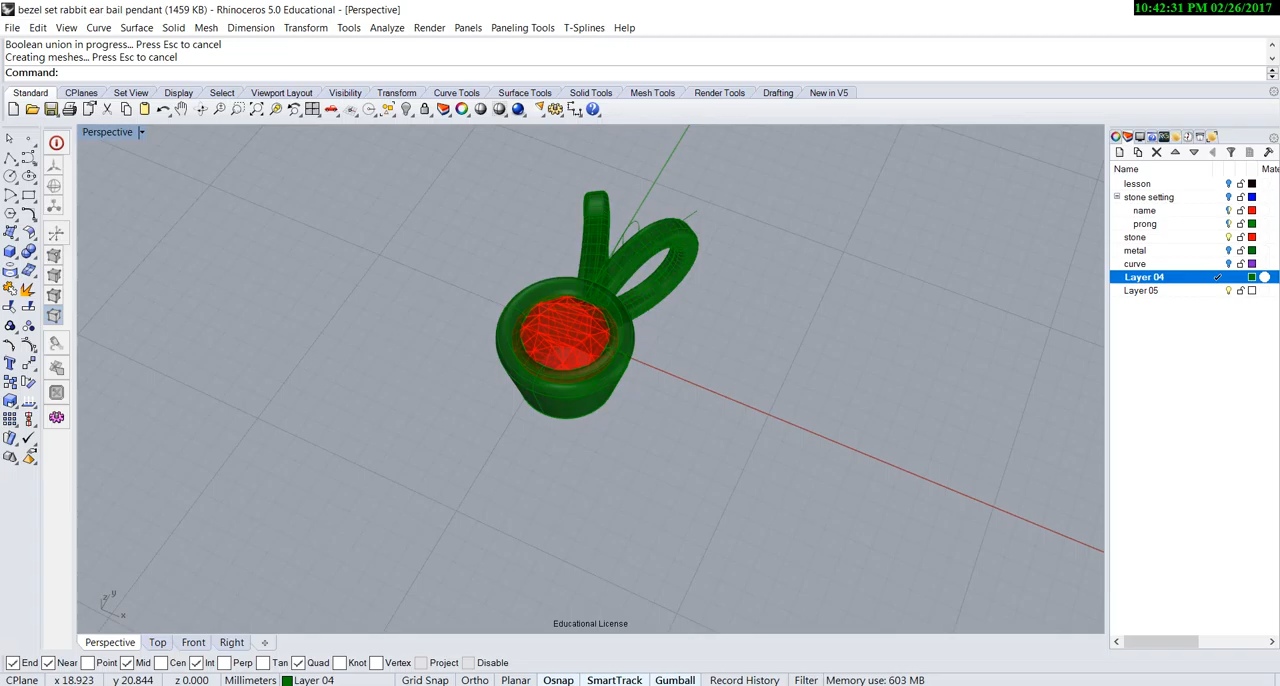 bezel set rabbit ear bail pendant (1459 KB) - Rhinoceros 5.0 Educational - [Perspective]
10:42:31 PM 02/26/2017
File Edit View Curve Surface Solid Mesh Dimension Transform Tools Analyze Render Panels Paneling Tools T-Splines Help
Boolean union in progress... Press Esc to cancel
Creating meshes... Press Esc to cancel
Command:
Standard CPlanes Set View Display Select Viewport Layout Visibility Transform Curve Tools Surface Tools Solid Tools Mesh Tools Render Tools Drafting New in V5
Perspective
Name Mate
lesson
stone setting
name
prong
stone
metal
curve
Layer 04
Layer 05
z y
x
Educational License
Perspective Top Front Right
End Near Point Mid Cen Int Perp Tan Quad Knot Vertex Project Disable
CPlane x 18.923 y 20.844 z 0.000 Millimeters Layer 04 Grid Snap Ortho Planar Osnap SmartTrack Gumball Record History Filter Memory use: 603 MB